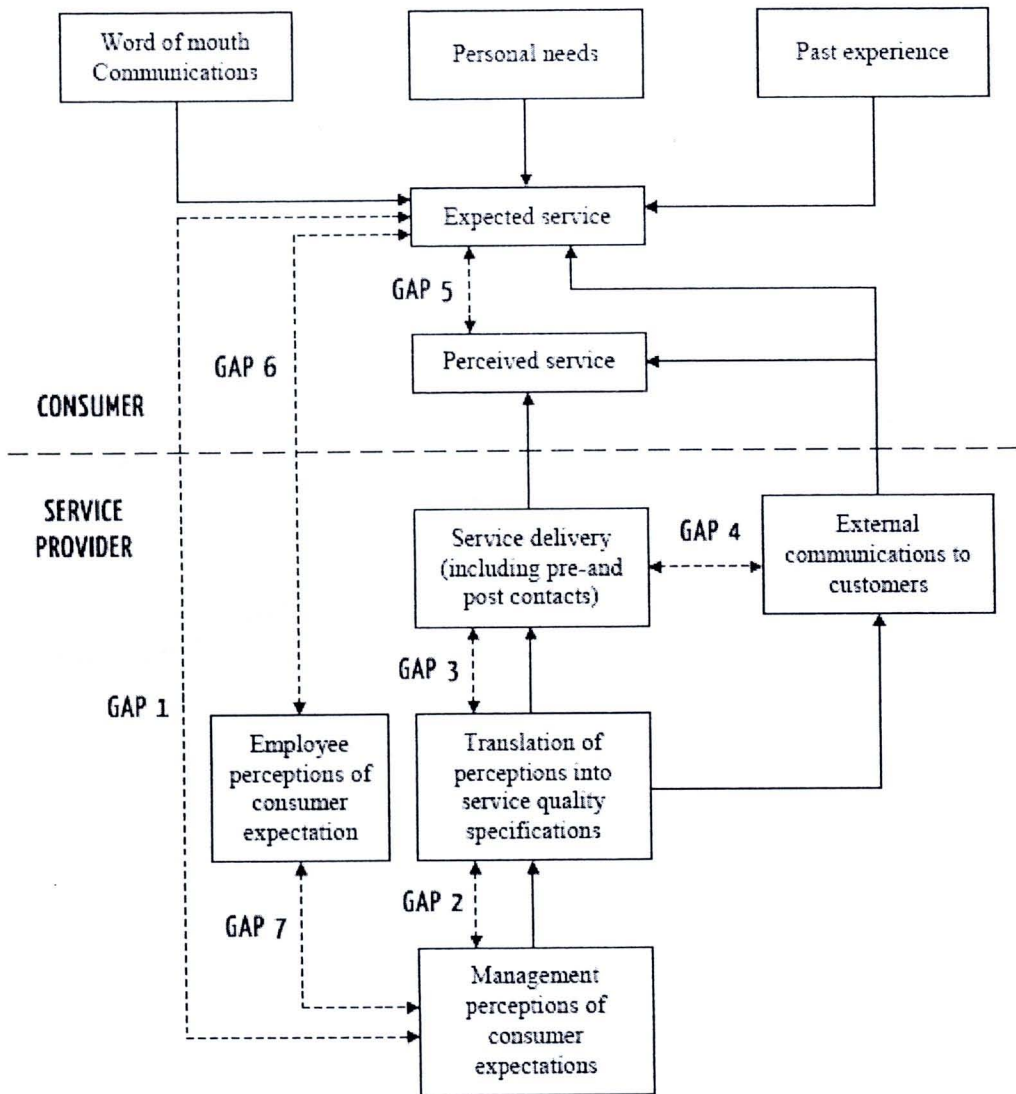 Word of mouth
Communications
Personal needs
Past experience
Expected service
GAP 5
GAP 6
Perceived service
CONSUMER
SERVICE
PROVIDER
Service delivery
(including pre-and
post contacts)
GAP 4
External
communications to
customers
GAP 3
GAP 1
Employee
perceptions of
consumer
expectation
Translation of
perceptions into
service quality
specifications
GAP 2
GAP 7
Management
perceptions of
consumer
expectations